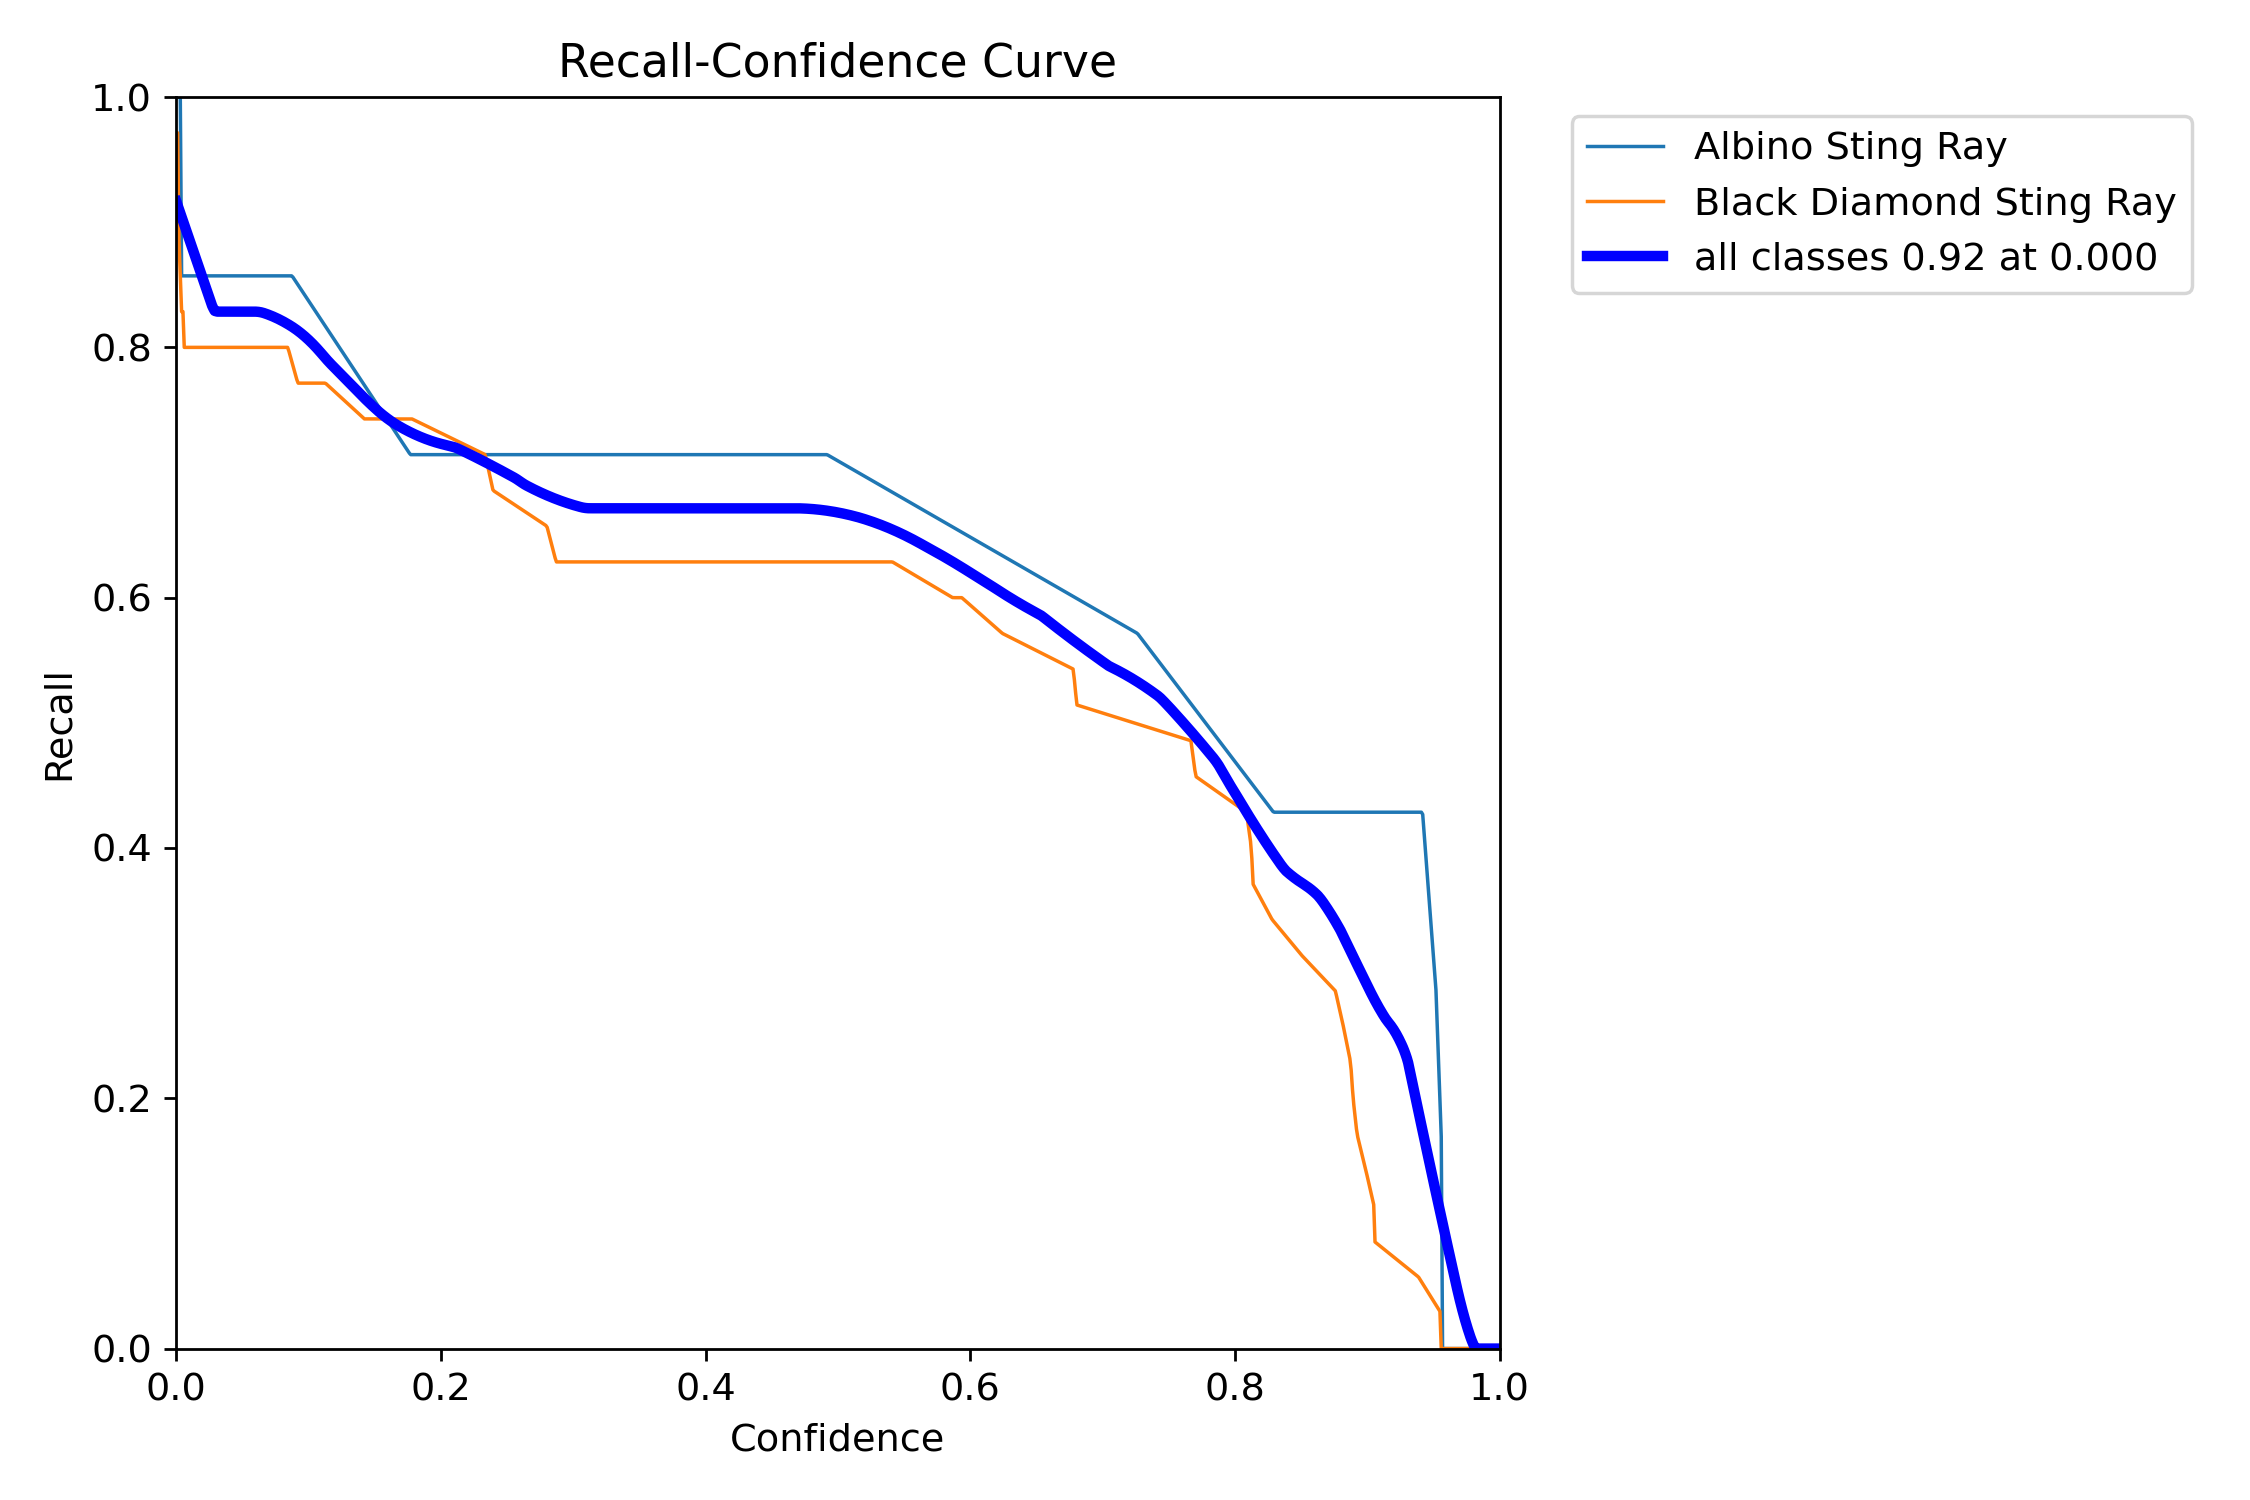 Recall-Confidence Curve
1.0
0.8
0.6
0.4
0.2
0.0
Recall
0.0 0.2 0.4 0.6 0.8 1.0
Confidence
Albino Sting Ray
Black Diamond Sting Ray
all classes 0.92 at 0.000